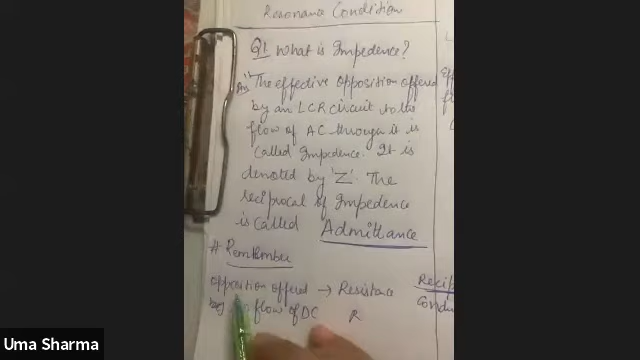 Resonance Condition
Q1 What is Impedence?
Ans The effective opposition offered
by an LCR circuit to the
flow of AC through it is
called Impedence. It is
denoted by 'Z'. The
reciprocal of Impedence
is called Admittance
# Remember
opposition offered → Resistance
flow of DC R
Uma Sharma